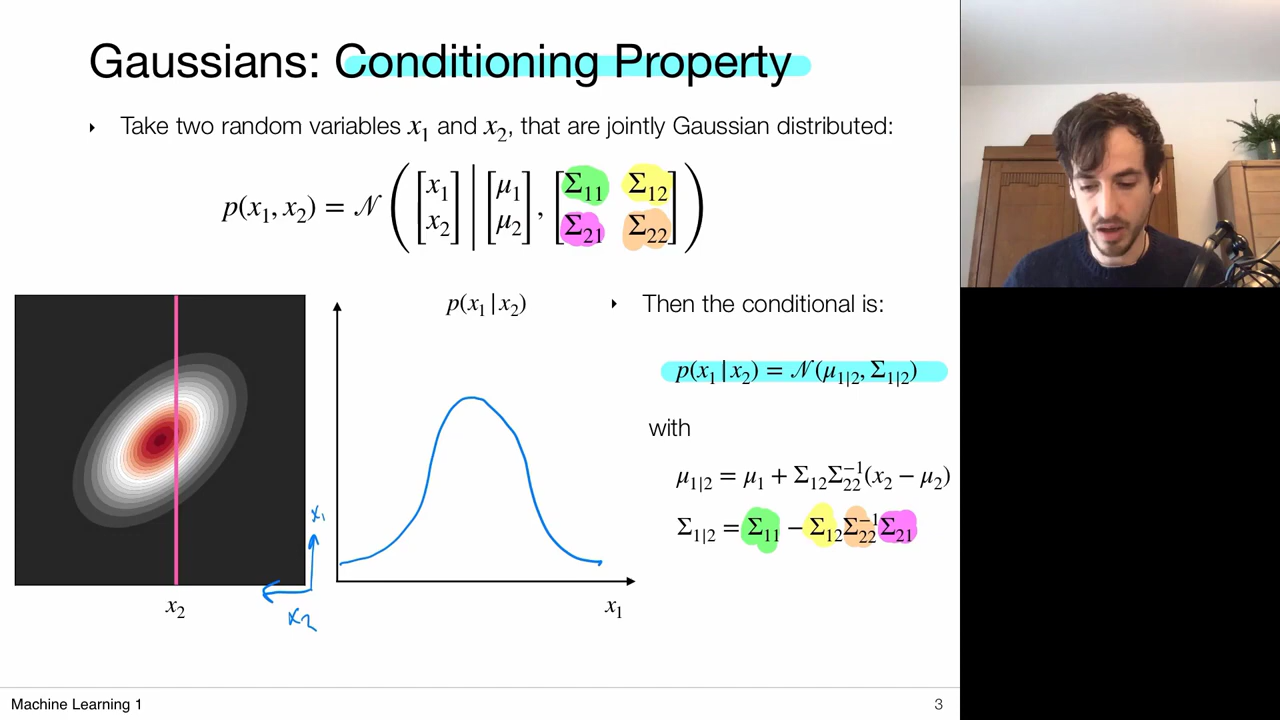 Gaussians: Conditioning Property
‣ Take two random variables x₁ and x₂, that are jointly Gaussian distributed:
p(x₁, x₂) = 𝒩 ( [x₁ x₂] | [μ₁ μ₂], [Σ₁₁ Σ₁₂ Σ₂₁ Σ₂₂] )
p(x₁|x₂)
‣ Then the conditional is:
p(x₁|x₂) = 𝒩(μ₁|₂, Σ₁|₂)
with
μ₁|₂ = μ₁ + Σ₁₂Σ₂₂⁻¹(x₂ − μ₂)
Σ₁|₂ = Σ₁₁ − Σ₁₂Σ₂₂⁻¹Σ₂₁
x₁
x₂
x₂
x₁
Machine Learning 1
3